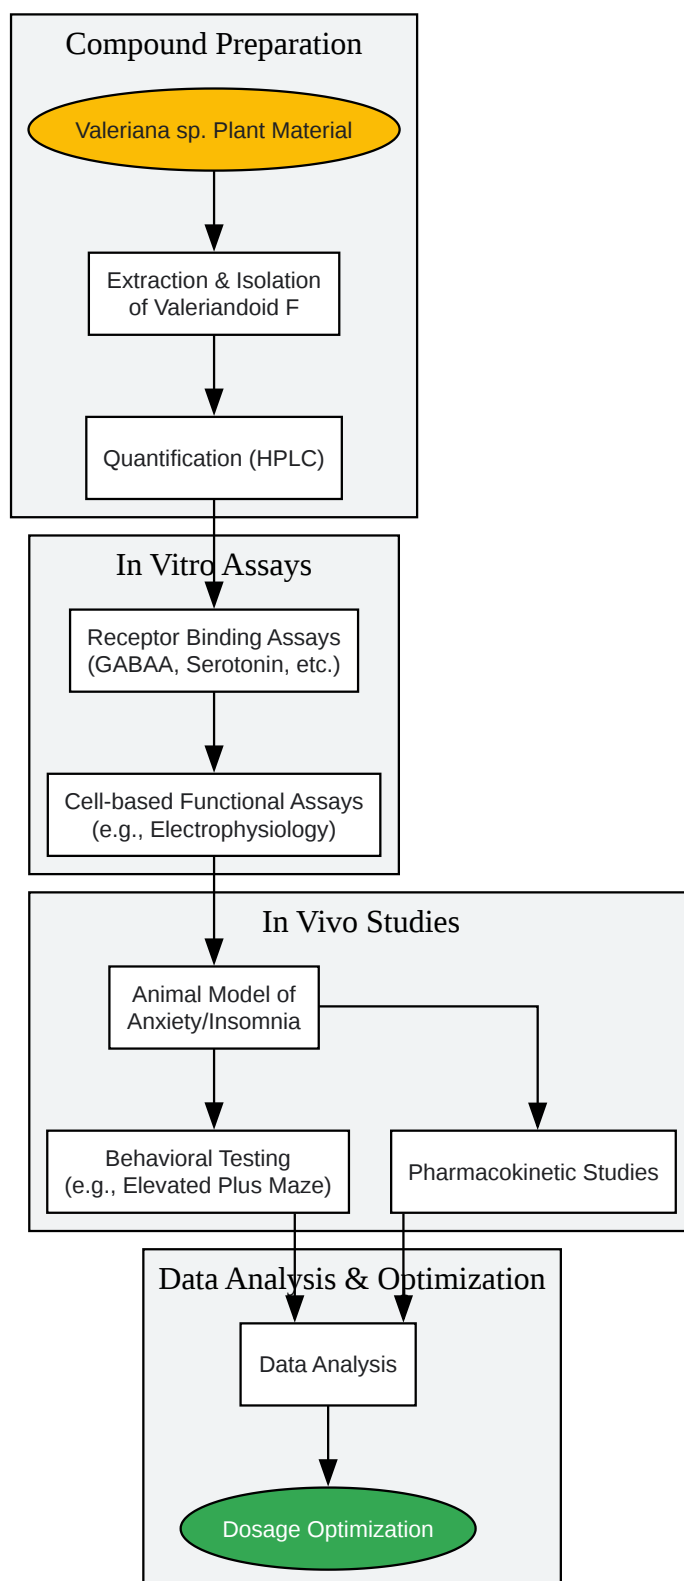 Compound Preparation
Valeriana sp. Plant Material
Extraction & Isolation
of Valeriandoid F
Quantification (HPLC)
In Vitro Assays
Receptor Binding Assays
(GABAA, Serotonin, etc.)
Cell-based Functional Assays
(e.g., Electrophysiology)
In Vivo Studies
Animal Model of
Anxiety/Insomnia
Behavioral Testing
(e.g., Elevated Plus Maze)
Pharmacokinetic Studies
Data Analysis & Optimization
Data Analysis
Dosage Optimization